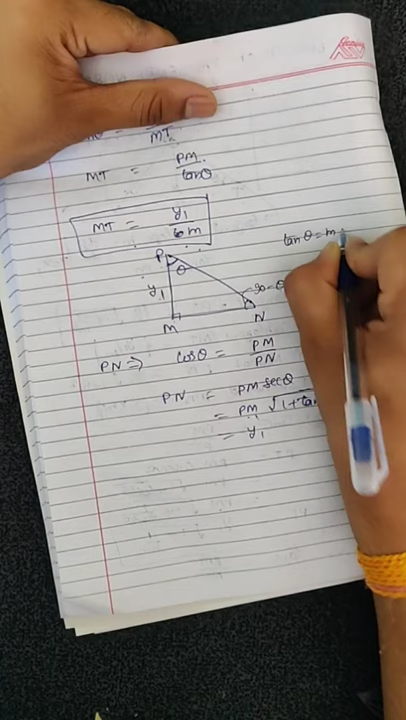 MT
MT = PM / tanθ
MT = y₁ / m
P
θ
tanθ = m
y₁
90-θ
M
N
PN ⇒ cosθ = PM / PN
PN = PM secθ
= PM √1+tan
= y₁